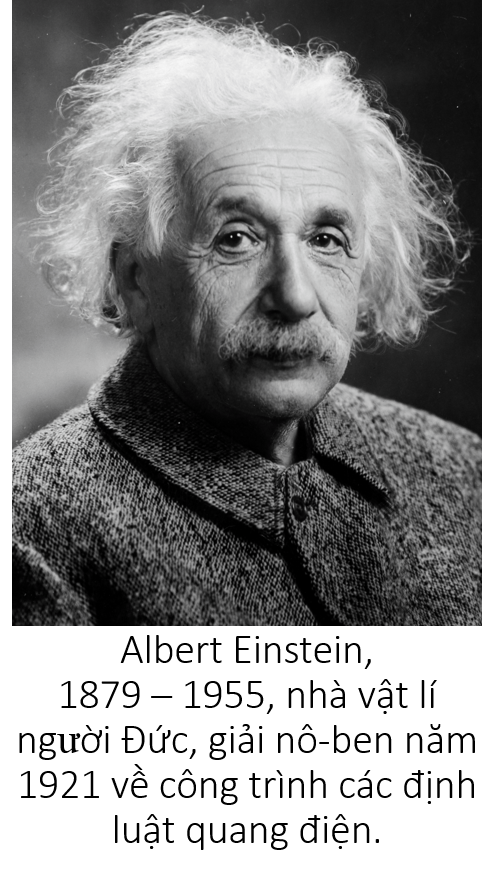 Albert Einstein,
1879 – 1955, nhà vật lí
người Đức, giải nô-ben năm
1921 về công trình các định
luật quang điện.